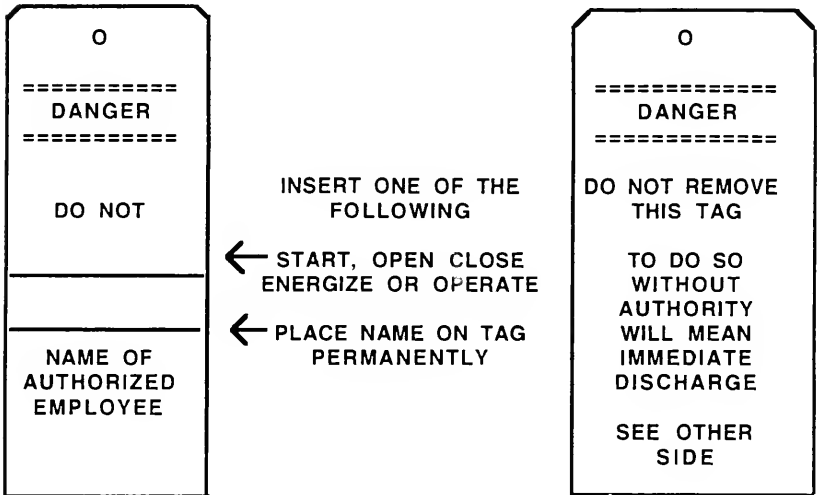 O
===========
DANGER
===========
DO NOT
NAME OF
AUTHORIZED
EMPLOYEE
INSERT ONE OF THE
FOLLOWING
START, OPEN CLOSE
ENERGIZE OR OPERATE
PLACE NAME ON TAG
PERMANENTLY
O
=============
DANGER
=============
DO NOT REMOVE
THIS TAG
TO DO SO
WITHOUT
AUTHORITY
WILL MEAN
IMMEDIATE
DISCHARGE
SEE OTHER
SIDE